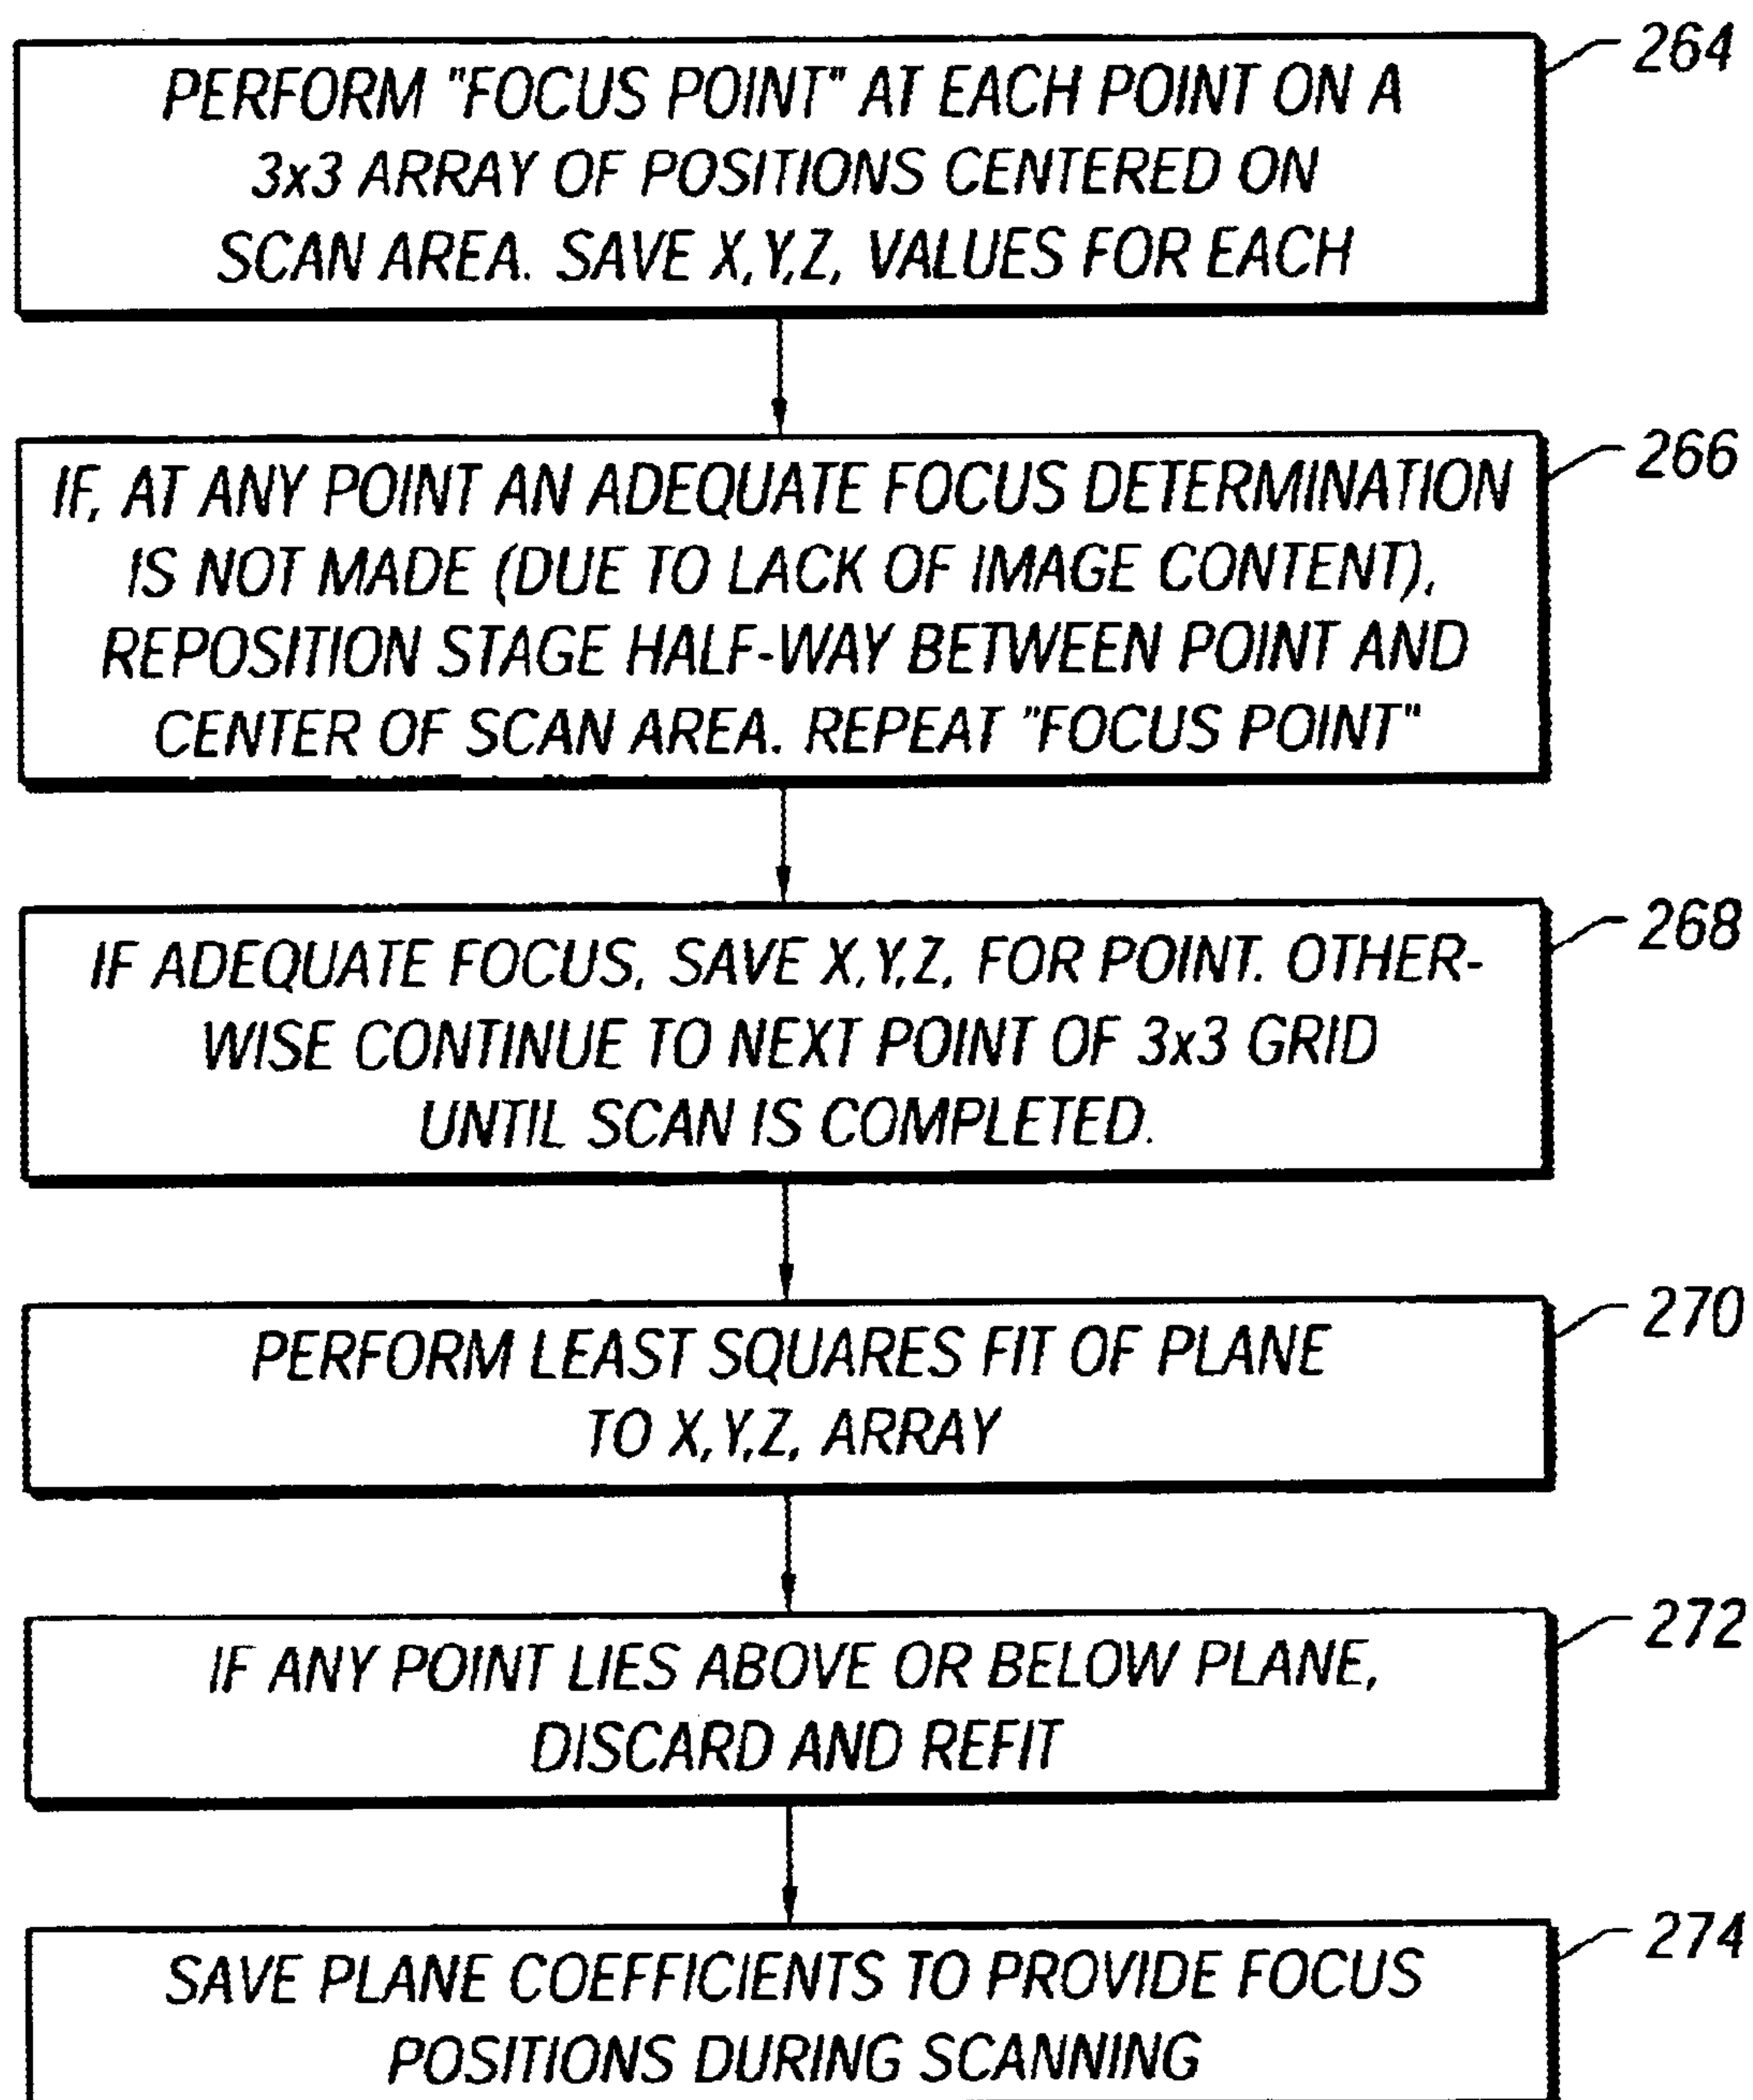 PERFORM "FOCUS POINT" AT EACH POINT ON A
3x3 ARRAY OF POSITIONS CENTERED ON
SCAN AREA. SAVE X,Y,Z, VALUES FOR EACH
264
IF, AT ANY POINT AN ADEQUATE FOCUS DETERMINATION
IS NOT MADE (DUE TO LACK OF IMAGE CONTENT),
REPOSITION STAGE HALF-WAY BETWEEN POINT AND
CENTER OF SCAN AREA. REPEAT "FOCUS POINT"
266
IF ADEQUATE FOCUS, SAVE X,Y,Z, FOR POINT. OTHER-
WISE CONTINUE TO NEXT POINT OF 3x3 GRID
UNTIL SCAN IS COMPLETED.
268
PERFORM LEAST SQUARES FIT OF PLANE
TO X,Y,Z, ARRAY
270
IF ANY POINT LIES ABOVE OR BELOW PLANE,
DISCARD AND REFIT
272
SAVE PLANE COEFFICIENTS TO PROVIDE FOCUS
POSITIONS DURING SCANNING
274